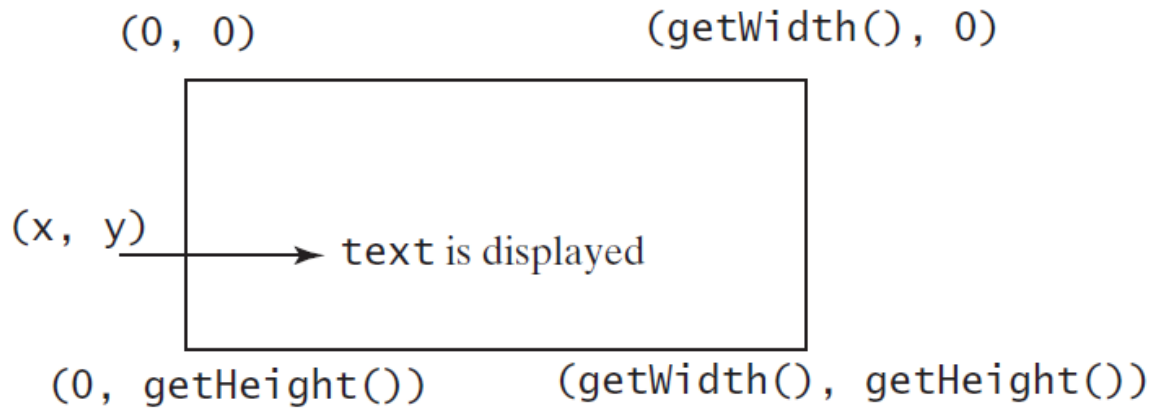 (0, 0) (getWidth(), 0)
(x, y)
text is displayed
(0, getHeight()) (getWidth(), getHeight())